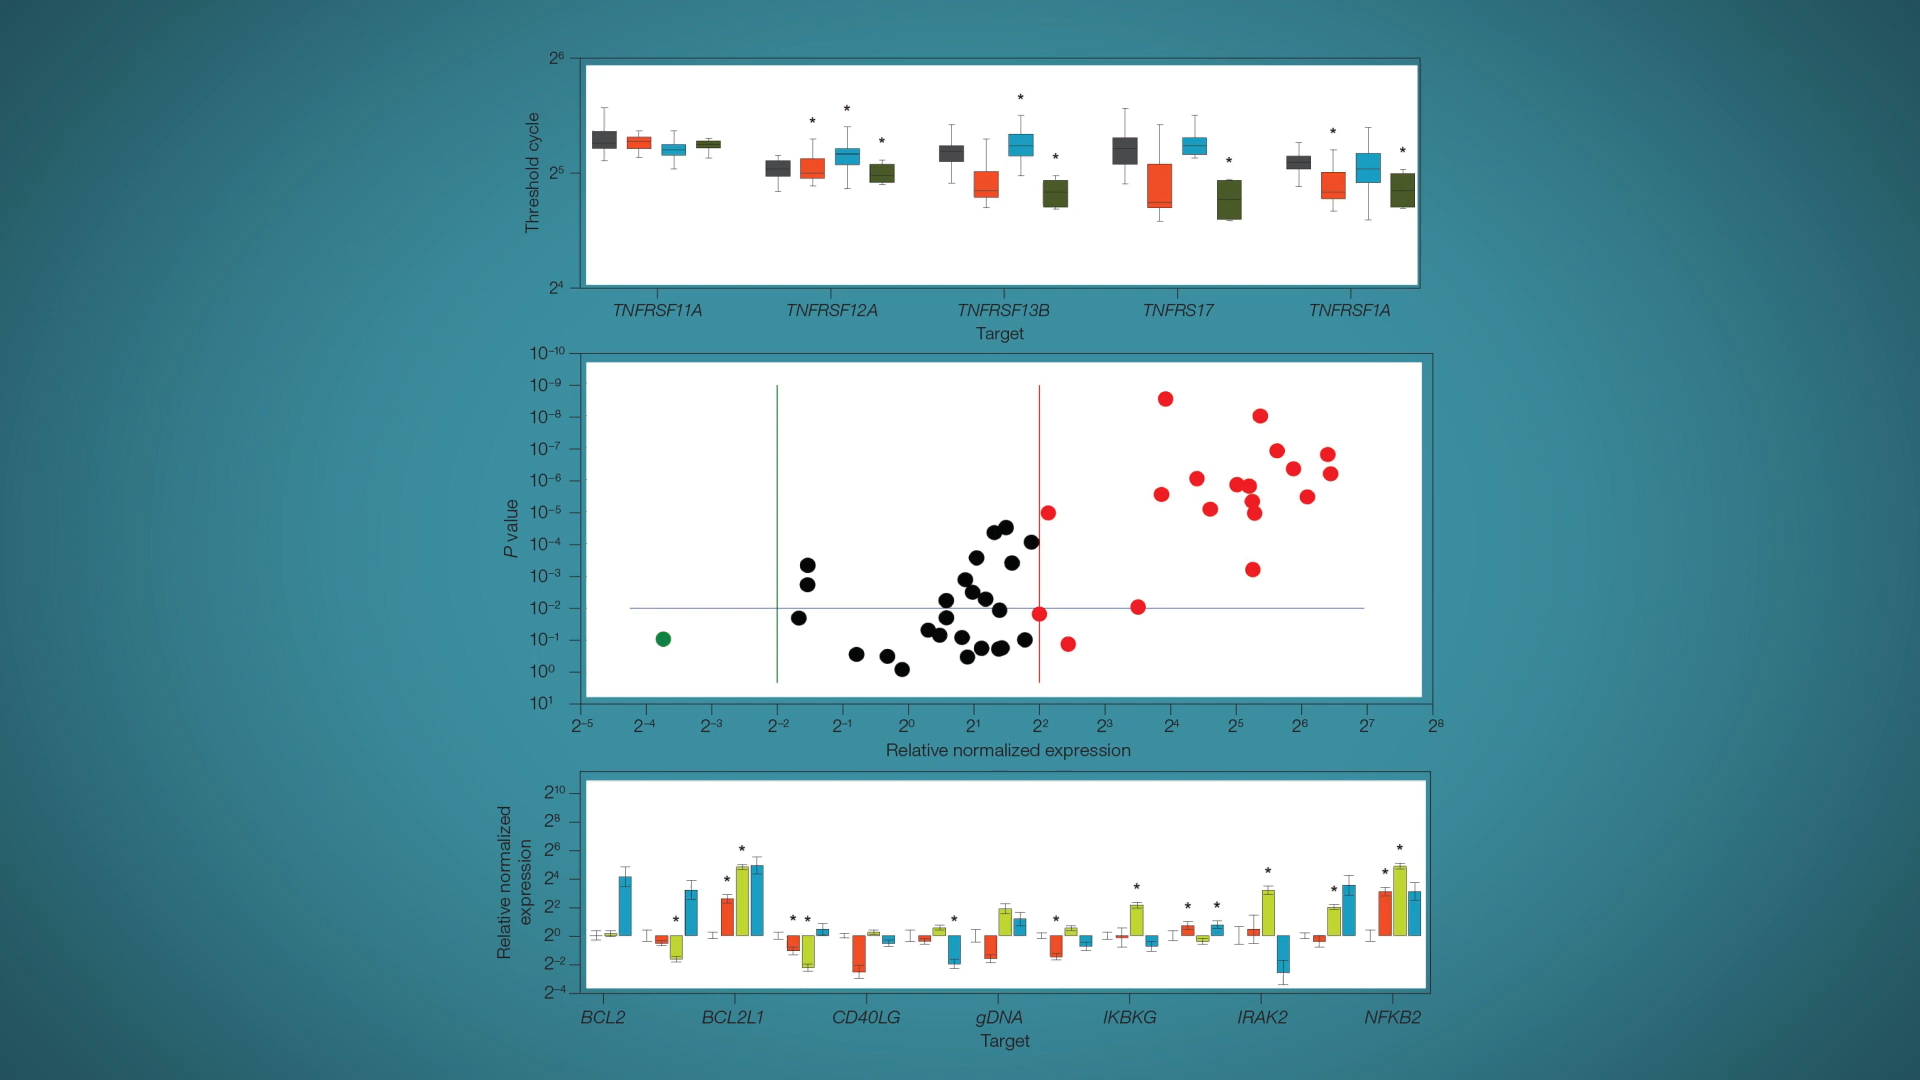 2⁶
2⁵
2⁴
Threshold cycle
* * * * * * * * *
TNFRSF11A TNFRSF12A TNFRSF13B TNFRS17 TNFRSF1A
Target
10⁻¹⁰
10⁻⁹
10⁻⁸
10⁻⁷
10⁻⁶
10⁻⁵
10⁻⁴
10⁻³
10⁻²
10⁻¹
10⁰
10¹
P value
2⁻⁵ 2⁻⁴ 2⁻³ 2⁻² 2⁻¹ 2⁰ 2¹ 2² 2³ 2⁴ 2⁵ 2⁶ 2⁷ 2⁸
Relative normalized expression
2¹⁰
2⁸
2⁶
2⁴
2²
2⁰
2⁻²
2⁻⁴
Relative normalized
expression
* * * * * * * * * * * * * *
BCL2 BCL2L1 CD40LG gDNA IKBKG IRAK2 NFKB2
Target